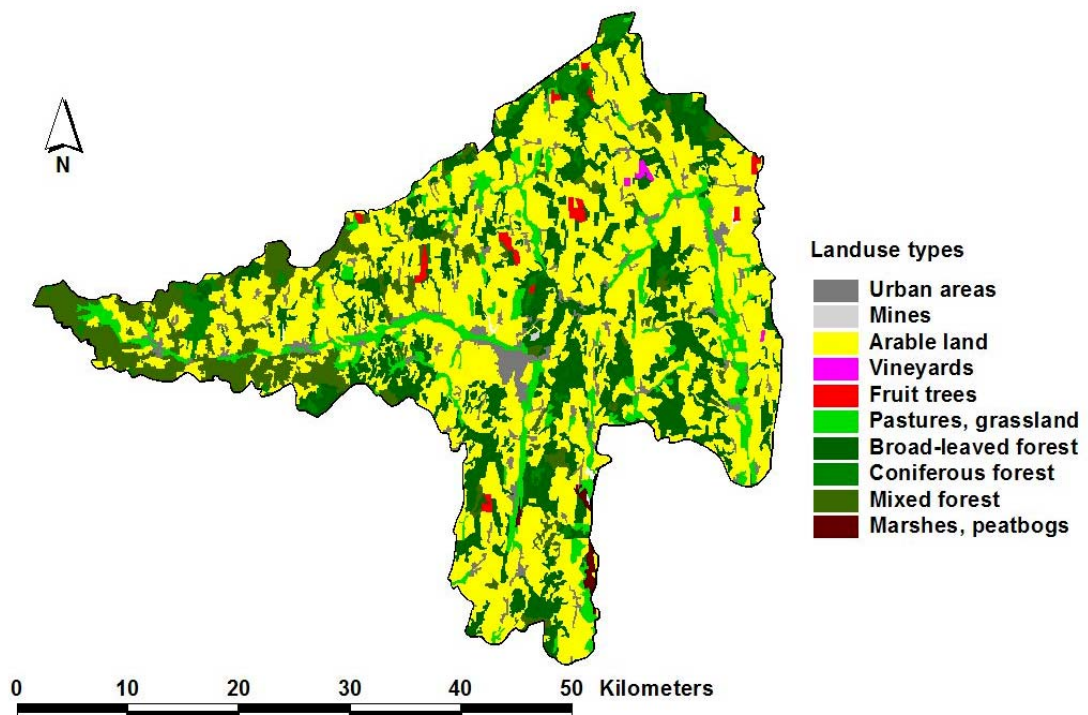 N
Landuse types
Urban areas
Mines
Arable land
Vineyards
Fruit trees
Pastures, grassland
Broad-leaved forest
Coniferous forest
Mixed forest
Marshes, peatbogs
0 10 20 30 40 50 Kilometers